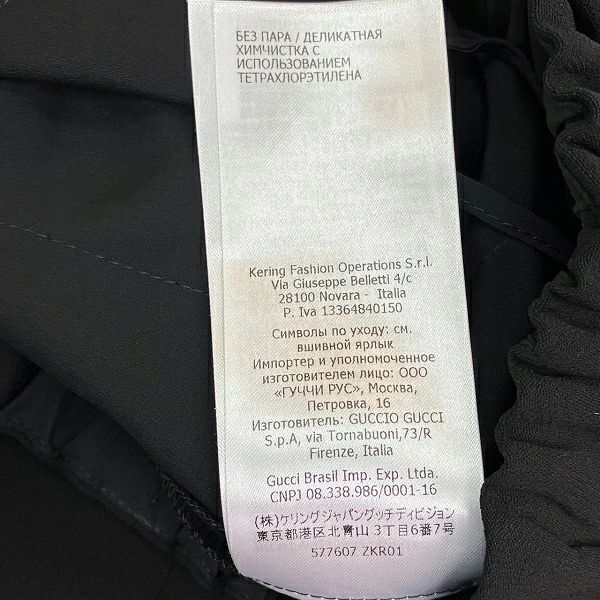 БЕЗ ПАРА / ДЕЛИКАТНАЯ
ХИМЧИСТКА С
ИСПОЛЬЗОВАНИЕМ
ТЕТРАХЛОРЭТИЛЕНА
Kering Fashion Operations S.r.l.
Via Giuseppe Belletti 4/c
28100 Novara - Italia
P. Iva 13364840150
Символы по уходу: см.
вшивной ярлык
Импортер и уполномоченное
изготовителем лицо: ООО
«ГУЧЧИ РУС», Москва,
Петровка, 16
Изготовитель: GUCCIO GUCCI
S.p.A, via Tornabuoni,73/R
Firenze, Italia
Gucci Brasil Imp. Exp. Ltda.
CNPJ 08.338.986/0001-16
(株)ケリングジャパングッチディビジョン
東京都港区北青山3丁目6番7号
577607 ZKR01